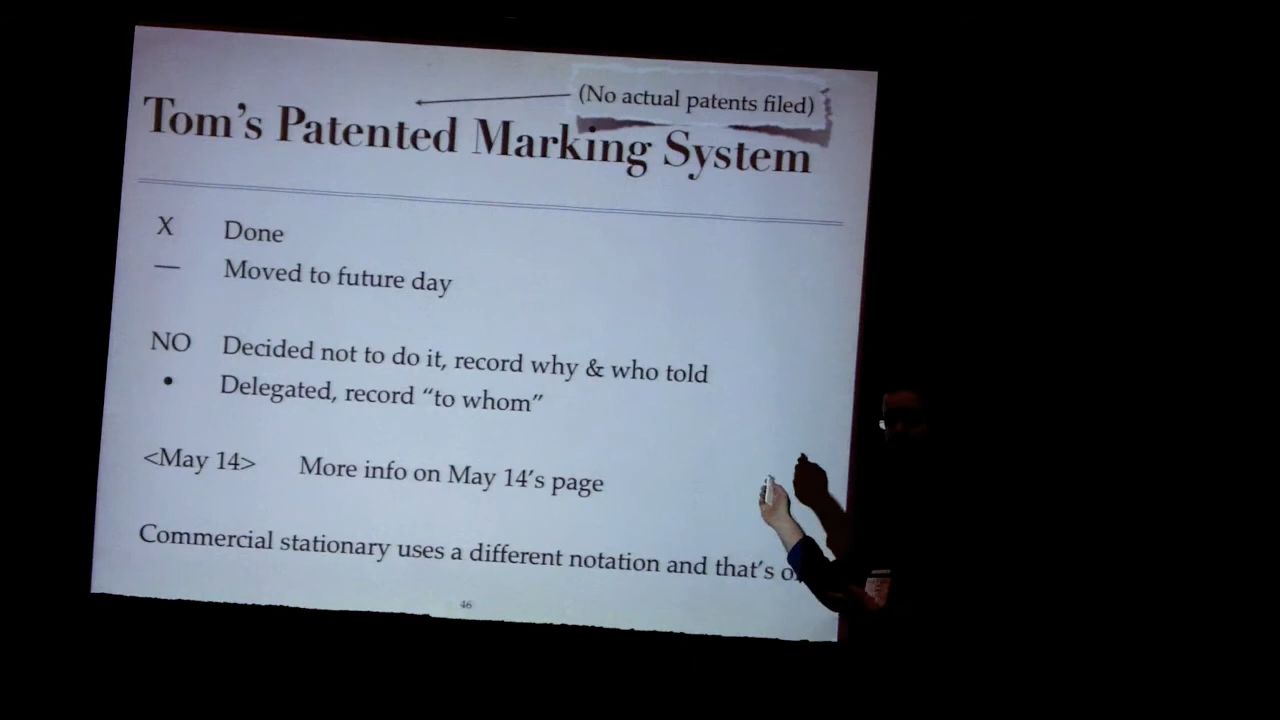 (No actual patents filed)
Tom's Patented Marking System
X Done
— Moved to future day
NO Decided not to do it, record why & who told
• Delegated, record "to whom"
<May 14> More info on May 14's page
Commercial stationary uses a different notation and that's
46